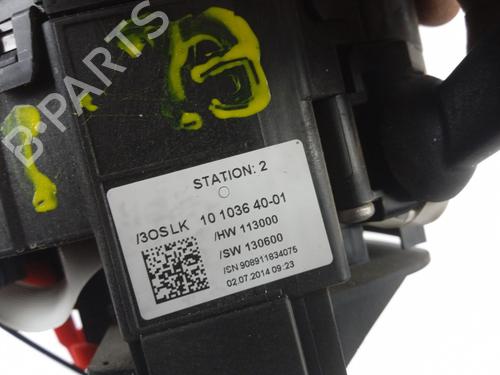 B-PARTS
STATION: 2
/3OSLK 10 1036 40-01
/HW 113000
/SW 130600
/SN 908911834075
02.07.2014 09:23